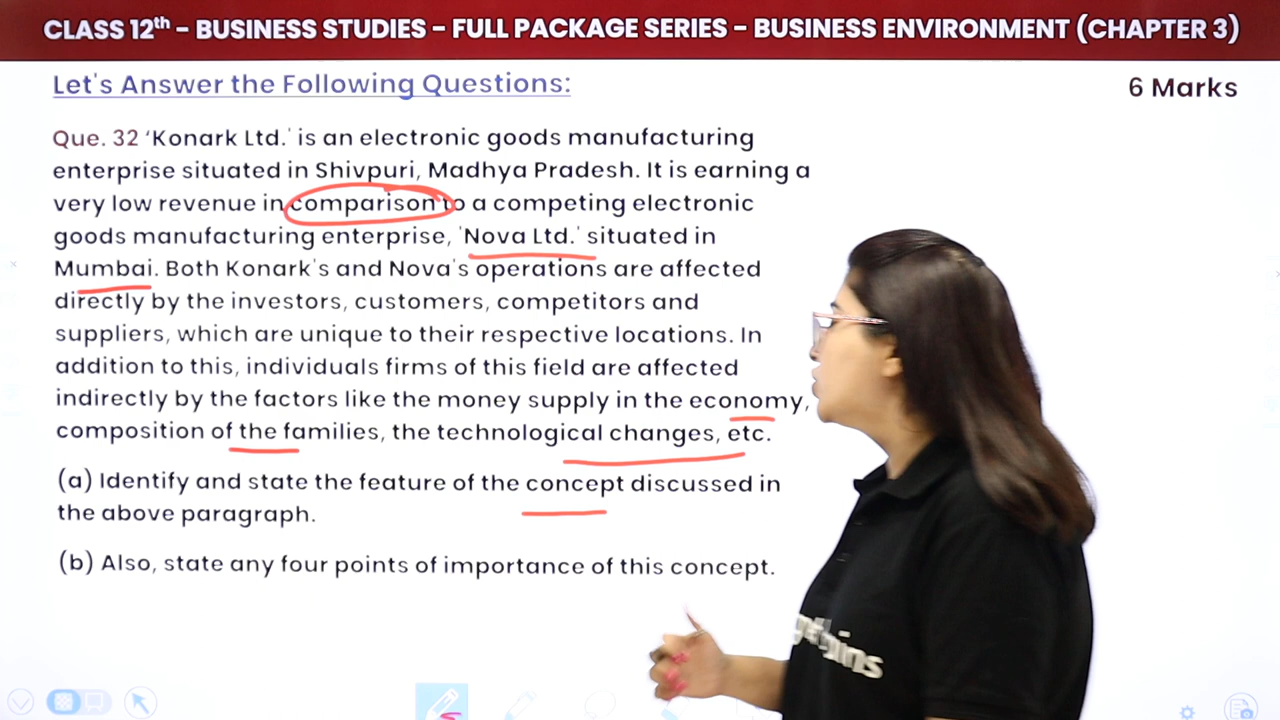 CLASS 12th – BUSINESS STUDIES – FULL PACKAGE SERIES – BUSINESS ENVIRONMENT (CHAPTER 3)
Let's Answer the Following Questions:
6 Marks
Que. 32 ‘Konark Ltd.' is an electronic goods manufacturing
enterprise situated in Shivpuri, Madhya Pradesh. It is earning a
very low revenue in comparison to a competing electronic
goods manufacturing enterprise, 'Nova Ltd.' situated in
Mumbai. Both Konark's and Nova's operations are affected
directly by the investors, customers, competitors and
suppliers, which are unique to their respective locations. In
addition to this, individuals firms of this field are affected
indirectly by the factors like the money supply in the economy,
composition of the families, the technological changes, etc.
(a) Identify and state the feature of the concept discussed in
the above paragraph.
(b) Also, state any four points of importance of this concept.